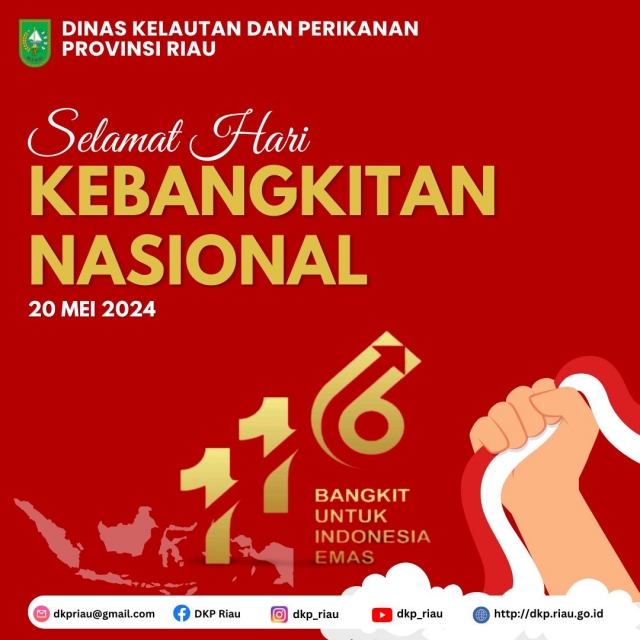 DINAS KELAUTAN DAN PERIKANAN
PROVINSI RIAU
Selamat Hari
KEBANGKITAN
NASIONAL
20 MEI 2024
116
BANGKIT
UNTUK
INDONESIA
EMAS
dkpriau@gmail.com
DKP Riau
dkp_riau
dkp_riau
http://dkp.riau.go.id